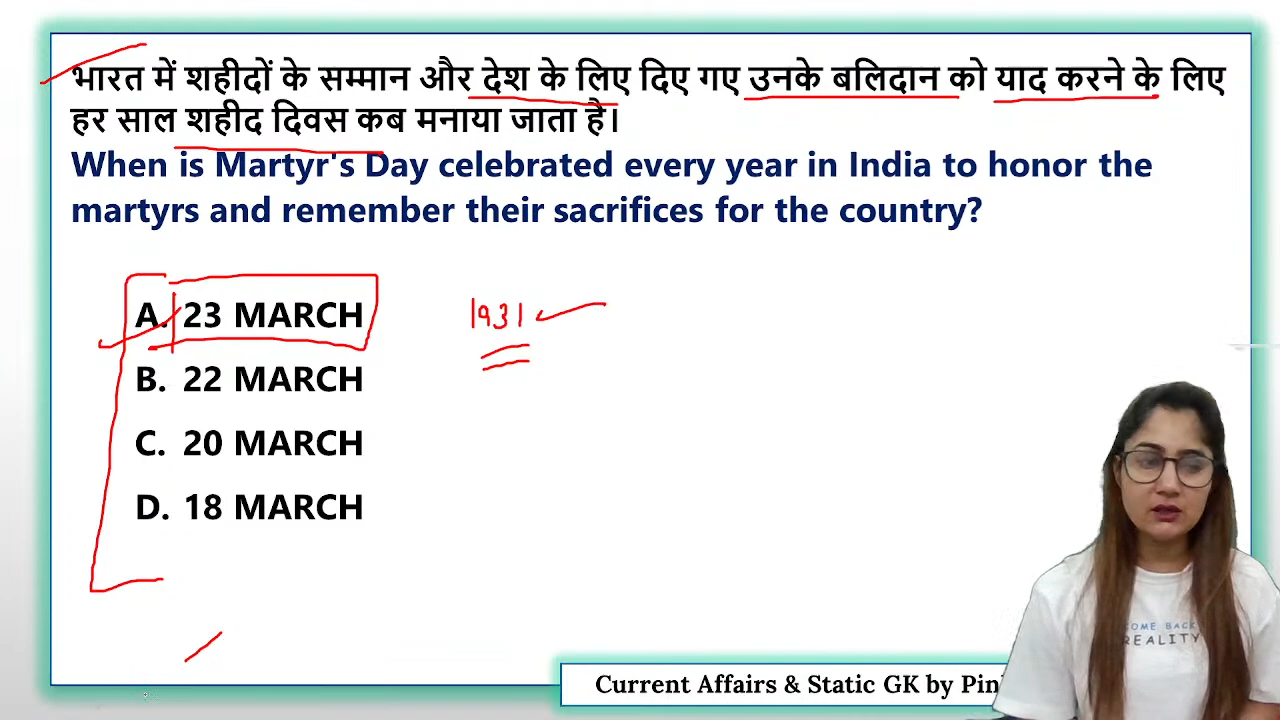 भारत में शहीदों के सम्मान और देश के लिए दिए गए उनके बलिदान को याद करने के लिए
हर साल शहीद दिवस कब मनाया जाता है।
When is Martyr's Day celebrated every year in India to honor the
martyrs and remember their sacrifices for the country?
A. 23 MARCH
1931
B. 22 MARCH
C. 20 MARCH
D. 18 MARCH
OME BACK
REALITY
Current Affairs & Static GK by Pin